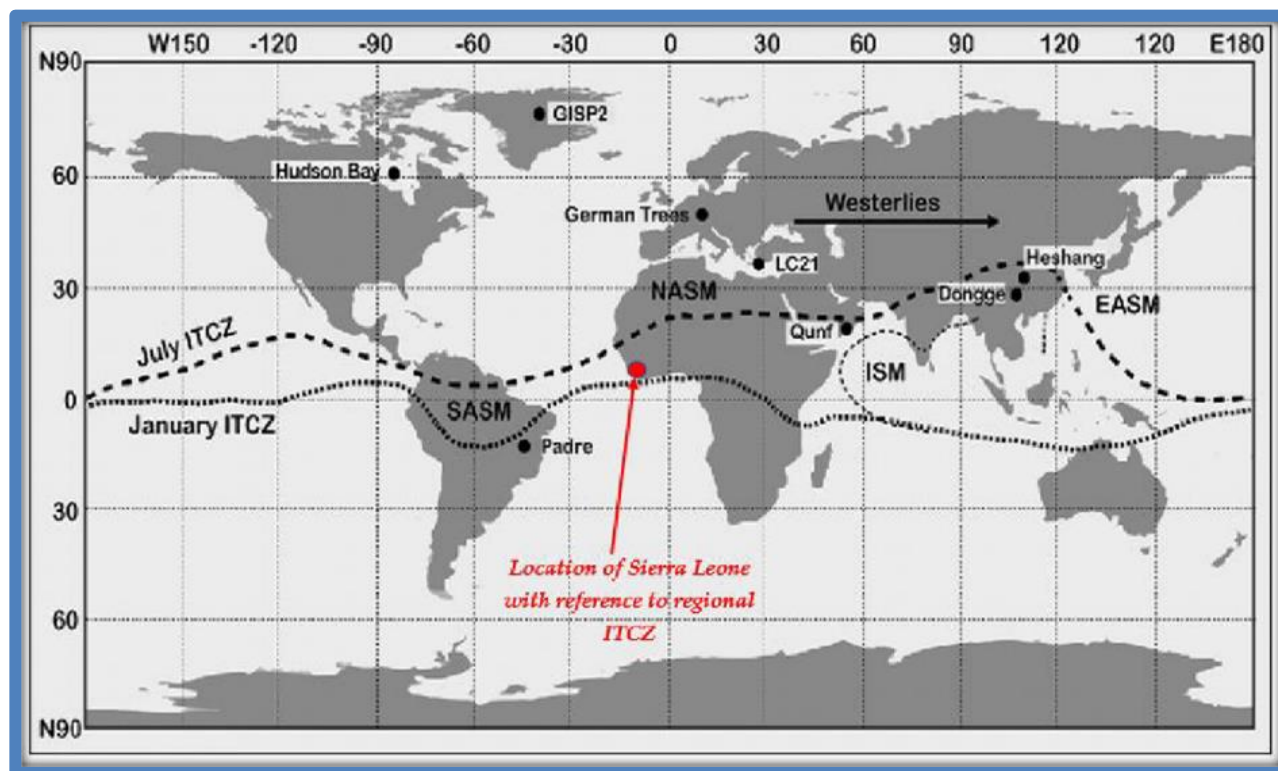 W150 -120 -90 -60 -30 0 30 60 90 120 120 E180
N90
GISP2
Hudson Bay
60
Westerlies
German Trees
LC21
Heshang
30
NASM
Dongge
EASM
Qunf
July ITCZ
ISM
0
SASM
January ITCZ
Padre
30
Location of Sierra Leone
with reference to regional
ITCZ
60
N90